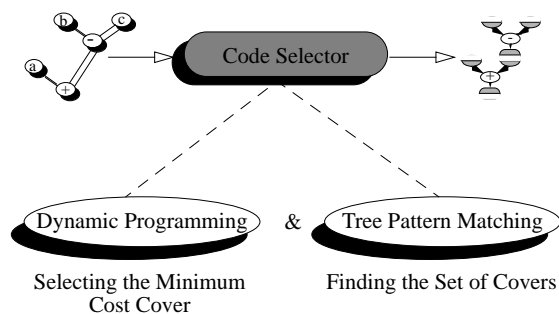 b
c
-
a
+
Code Selector
-
+
Dynamic Programming
&
Tree Pattern Matching
Selecting the Minimum
Cost Cover
Finding the Set of Covers